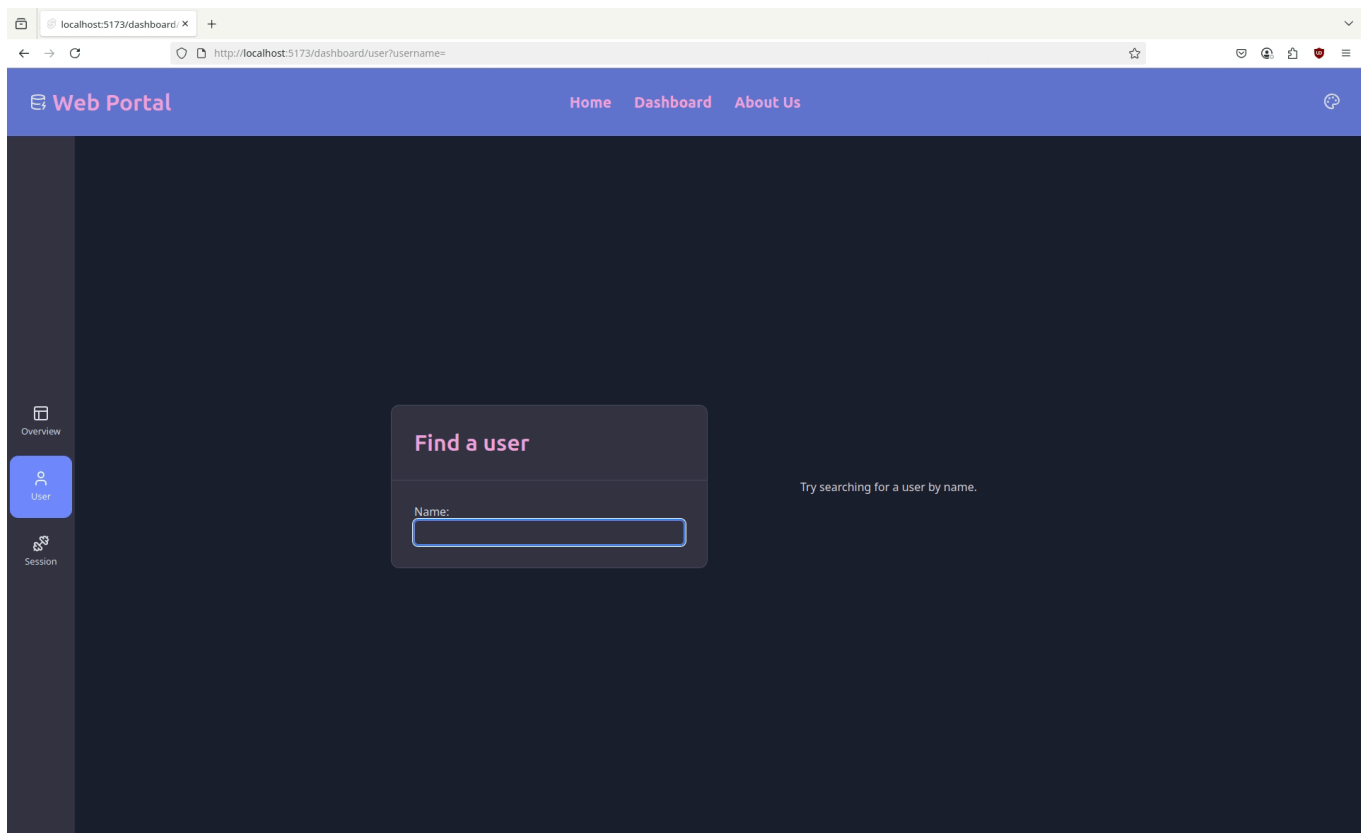 localhost:5173/dashboard/
http://localhost:5173/dashboard/user?username=
Web Portal
Home Dashboard About Us
Overview
User
Session
Find a user
Name:
Try searching for a user by name.